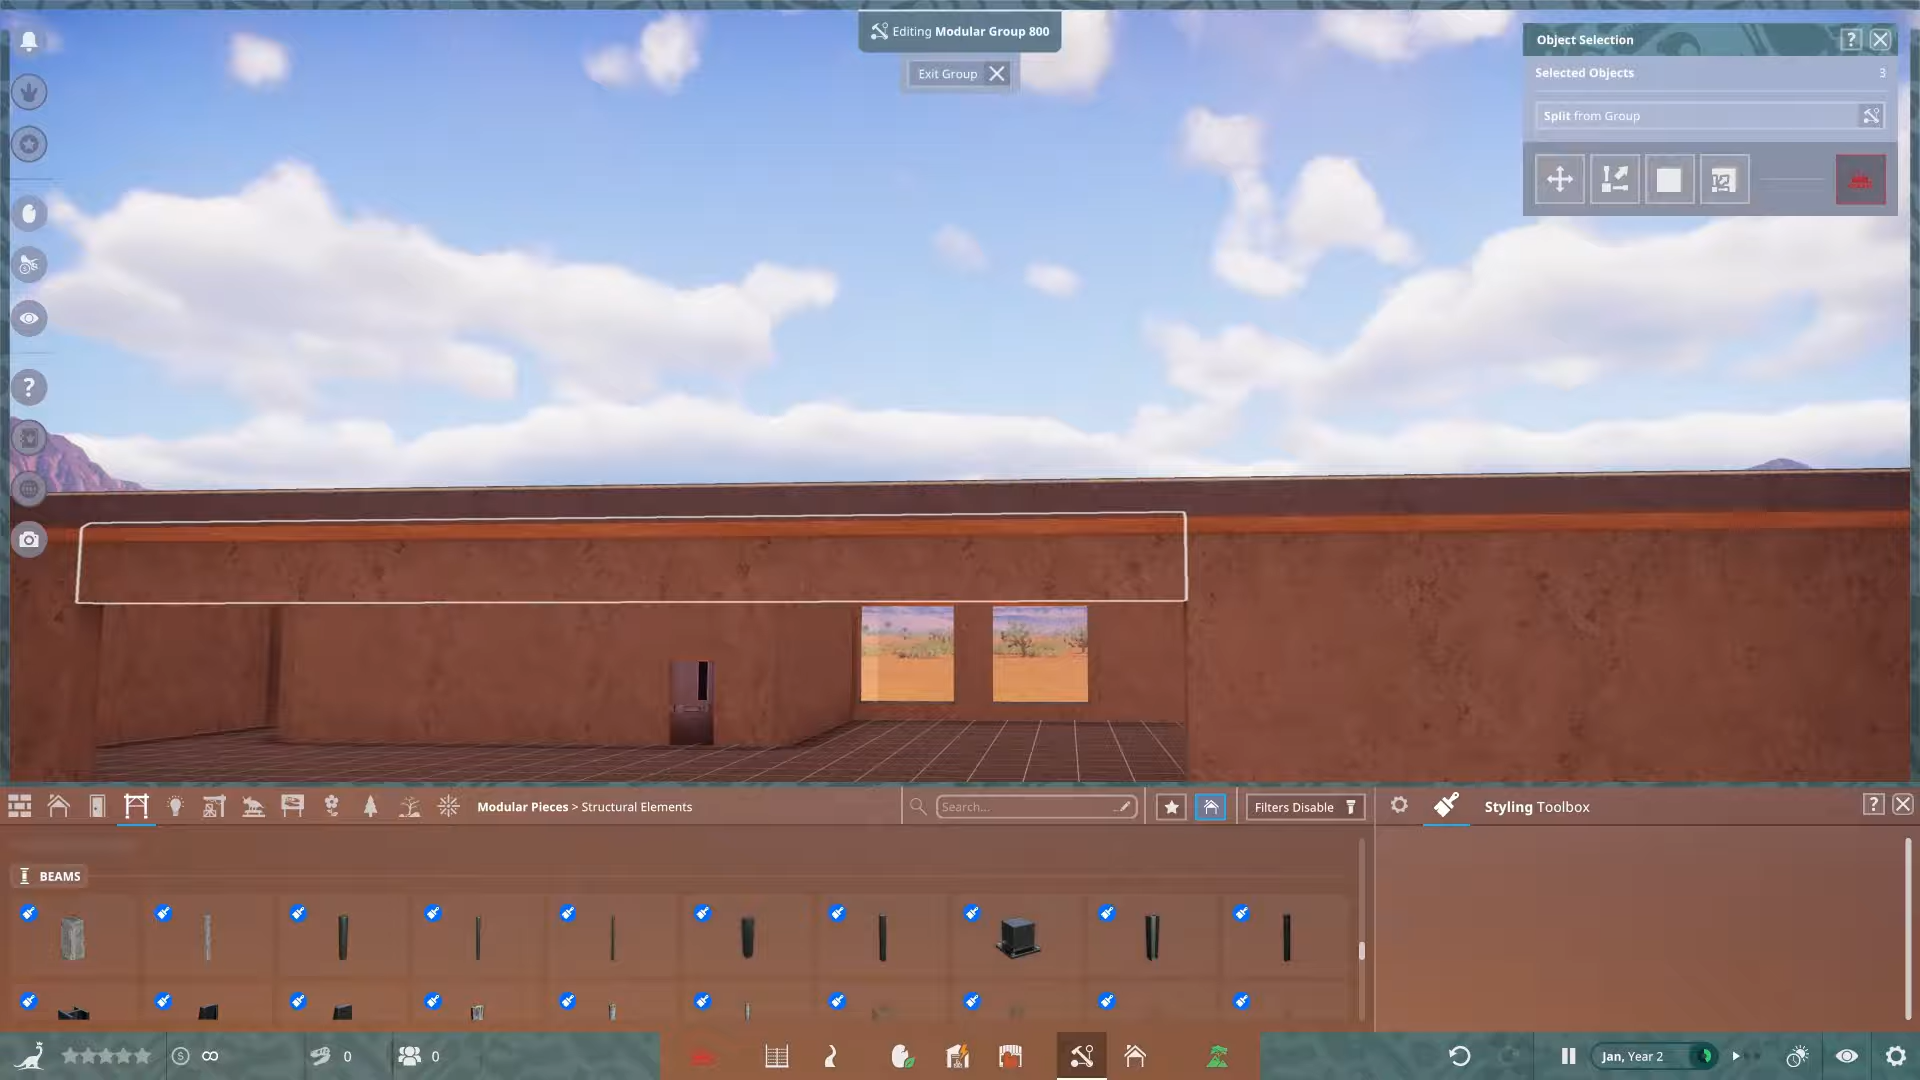 Editing Modular Group 800
Exit Group
Object Selection
?
Selected Objects
3
Split from Group
?
Modular Pieces > Structural Elements
Search...
Filters Disable
Styling Toolbox
?
BEAMS
∞
0
0
Jan, Year 2